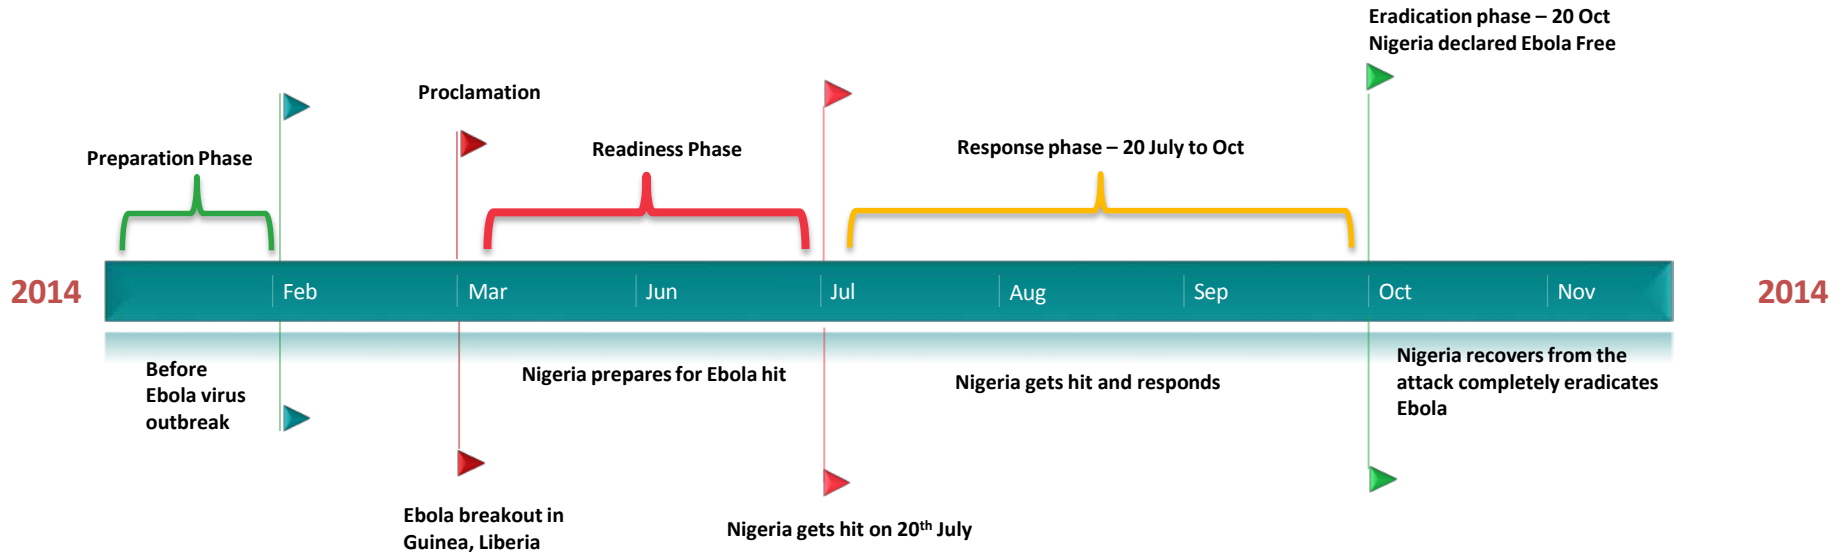 Eradication phase – 20 Oct
Nigeria declared Ebola Free
Proclamation
Preparation Phase
Readiness Phase
Response phase – 20 July to Oct
2014
Feb
Mar
Jun
Jul
Aug
Sep
Oct
Nov
2014
Before
Ebola virus
outbreak
Nigeria prepares for Ebola hit
Nigeria gets hit and responds
Nigeria recovers from the
attack completely eradicates
Ebola
Ebola breakout in
Guinea, Liberia
Nigeria gets hit on 20th July